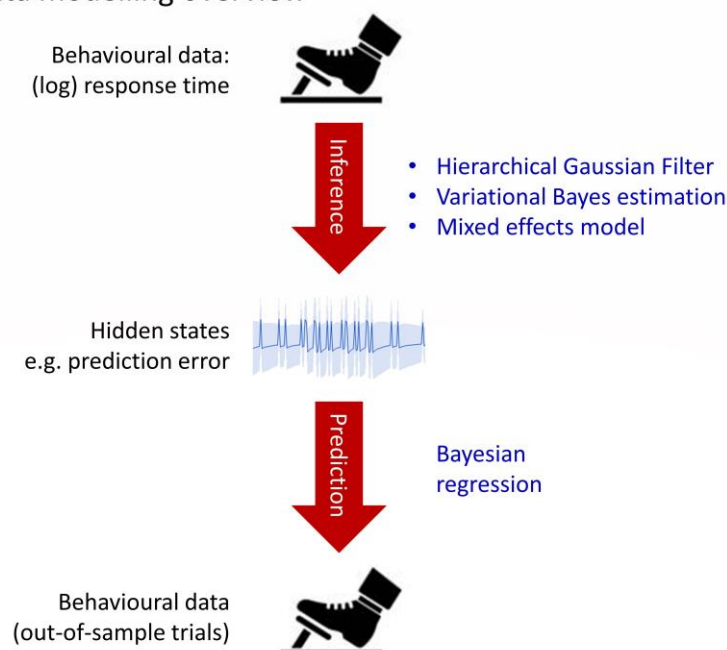 Behavioural data:
(log) response time
Inference
• Hierarchical Gaussian Filter
• Variational Bayes estimation
• Mixed effects model
Hidden states
e.g. prediction error
Prediction
Bayesian
regression
Behavioural data
(out-of-sample trials)